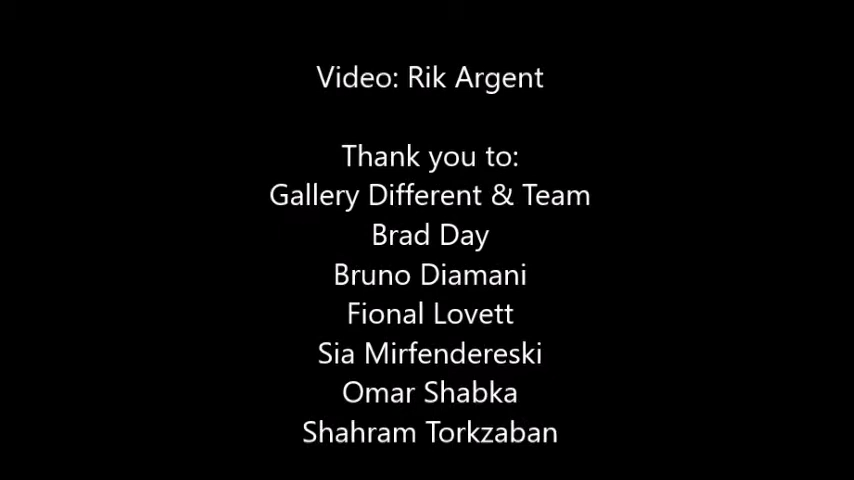 Video: Rik Argent
Thank you to:
Gallery Different & Team
Brad Day
Bruno Diamani
Fional Lovett
Sia Mirfendereski
Omar Shabka
Shahram Torkzaban